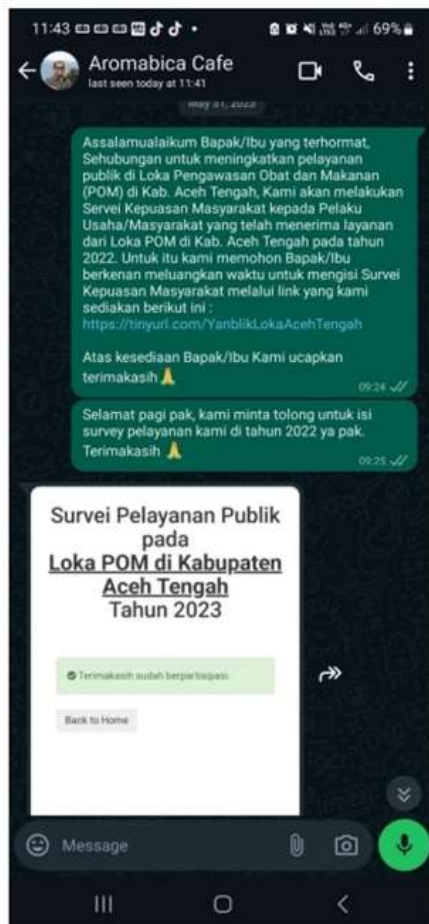 11:43
69%
Aromabica Cafe
last seen today at 11:41
May 31, 2023
Assalamualaikum Bapak/Ibu yang terhormat,
Sehubungan untuk meningkatkan pelayanan
publik di Loka Pengawasan Obat dan Makanan
(POM) di Kab. Aceh Tengah, Kami akan melakukan
Servei Kepuasan Masyarakat kepada Pelaku
Usaha/Masyarakat yang telah menerima layanan
dari Loka POM di Kab. Aceh Tengah pada tahun
2022. Untuk itu kami memohon Bapak/Ibu
berkenan meluangkan waktu untuk mengisi Survei
Kepuasan Masyarakat melalui link yang kami
sediakan berikut ini :
https://tinyurl.com/YanblikLokaAcehTengah
Atas kesediaan Bapak/Ibu Kami ucapkan
terimakasih 🙏
09:24
Selamat pagi pak, kami minta tolong untuk isi
survey pelayanan kami di tahun 2022 ya pak.
Terimakasih 🙏
09:25
Survei Pelayanan Publik
pada
Loka POM di Kabupaten
Aceh Tengah
Tahun 2023
Terimakasih sudah berpartisipasi.
Back to Home
Message